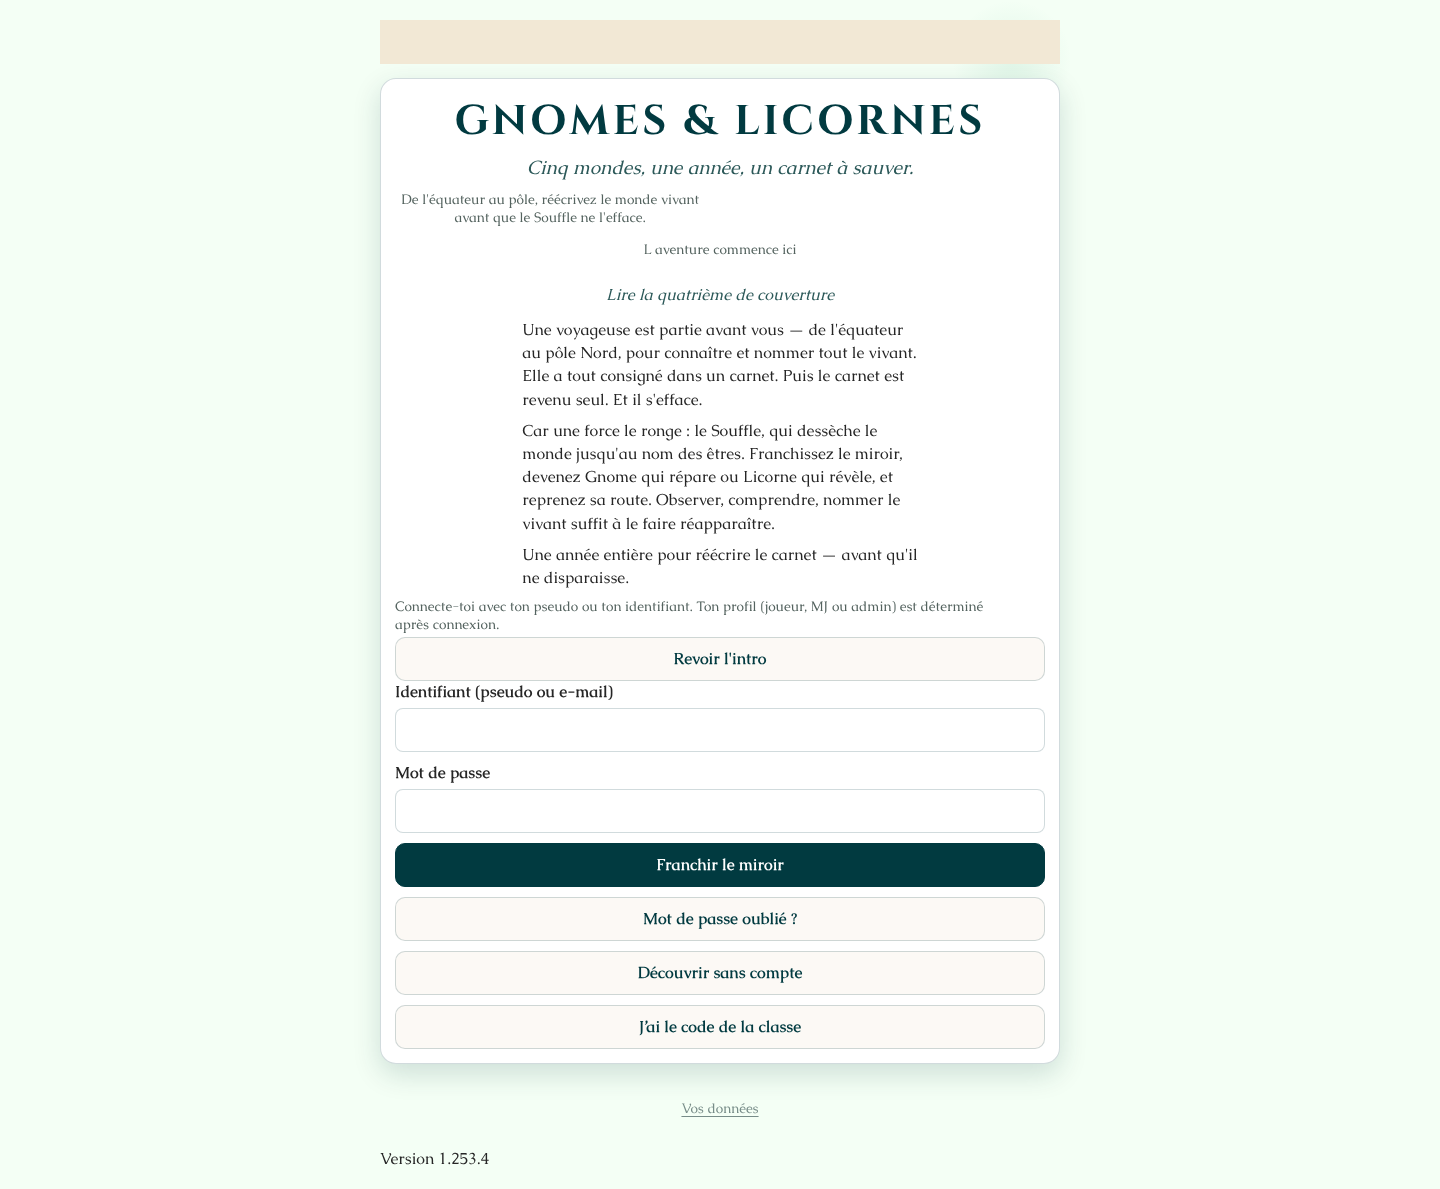 GNOMES & LICORNES
Cinq mondes, une année, un carnet à sauver.
De l'équateur au pôle, réécrivez le monde vivant
avant que le Souffle ne l'efface.
L aventure commence ici
Lire la quatrième de couverture
Une voyageuse est partie avant vous — de l'équateur
au pôle Nord, pour connaître et nommer tout le vivant.
Elle a tout consigné dans un carnet. Puis le carnet est
revenu seul. Et il s'efface.
Car une force le ronge : le Souffle, qui dessèche le
monde jusqu'au nom des êtres. Franchissez le miroir,
devenez Gnome qui répare ou Licorne qui révèle, et
reprenez sa route. Observer, comprendre, nommer le
vivant suffit à le faire réapparaître.
Une année entière pour réécrire le carnet — avant qu'il
ne disparaisse.
Connecte-toi avec ton pseudo ou ton identifiant. Ton profil (joueur, MJ ou admin) est déterminé
après connexion.
Revoir l'intro
Identifiant (pseudo ou e-mail)
Mot de passe
Franchir le miroir
Mot de passe oublié ?
Découvrir sans compte
J’ai le code de la classe
Vos données
Version 1.253.4